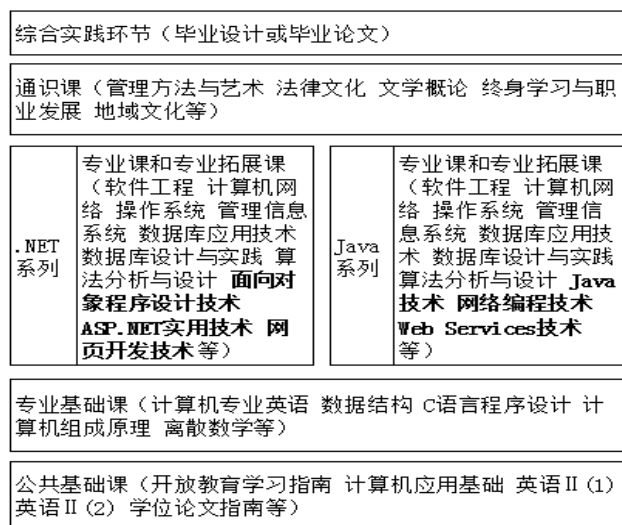 综合实践环节（毕业设计或毕业论文）
通识课（管理方法与艺术 法律文化 文学概论 终身学习与职
业发展 地域文化等）
.NET
系列
专业课和专业拓展课
（软件工程 计算机网
络 操作系统 管理信息
系统 数据库应用技术
数据库设计与实践 算
法分析与设计 面向对
象程序设计技术
ASP.NET实用技术 网
页开发技术等）
Java
系列
专业课和专业拓展课
（软件工程 计算机网
络 操作系统 管理信
息系统 数据库应用技
术 数据库设计与实践
算法分析与设计 Java
技术 网络编程技术
Web Services技术
等）
专业基础课（计算机专业英语 数据结构 C语言程序设计 计
算机组成原理 离散数学等）
公共基础课（开放教育学习指南 计算机应用基础 英语Ⅱ(1)
英语Ⅱ(2) 学位论文指南等）